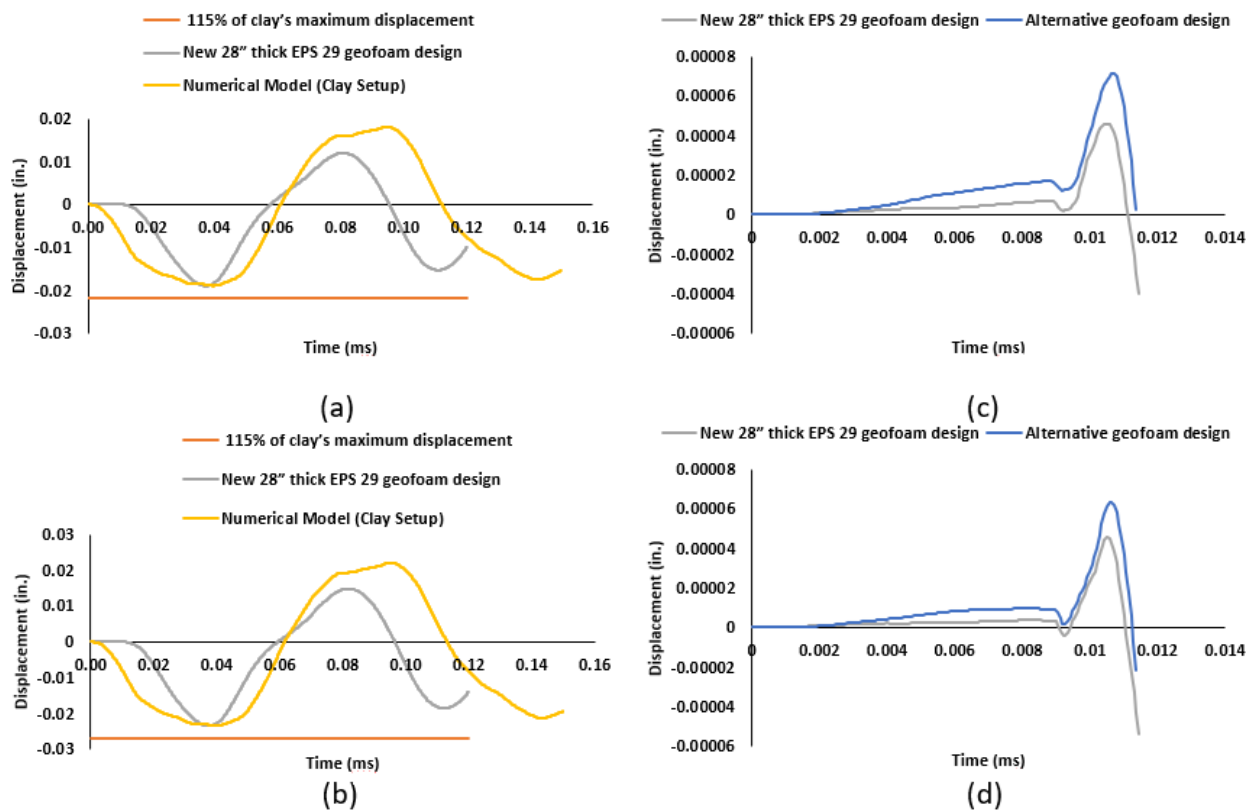 115% of clay's maximum displacement
New 28” thick EPS 29 geofoam design
Numerical Model (Clay Setup)
0.02
0.01
0
-0.01
-0.02
-0.03
0.00 0.02 0.04 0.06 0.08 0.10 0.12 0.14 0.16
Displacement (in.)
Time (ms)
(a)
New 28” thick EPS 29 geofoam design Alternative geofoam design
0.00008
0.00006
0.00004
0.00002
0
-0.00002
-0.00004
-0.00006
0 0.002 0.004 0.006 0.008 0.01 0.012 0.014
Displacement (in.)
Time (ms)
(c)
115% of clay's maximum displacement
New 28” thick EPS 29 geofoam design
Numerical Model (Clay Setup)
0.03
0.02
0.01
0
-0.01
-0.02
-0.03
0.00 0.02 0.04 0.06 0.08 0.10 0.12 0.14 0.16
Displacement (in.)
Time (ms)
(b)
New 28” thick EPS 29 geofoam design Alternative geofoam design
0.00008
0.00006
0.00004
0.00002
0
-0.00002
-0.00004
-0.00006
0 0.002 0.004 0.006 0.008 0.01 0.012 0.014
Displacement (in.)
Time (ms)
(d)